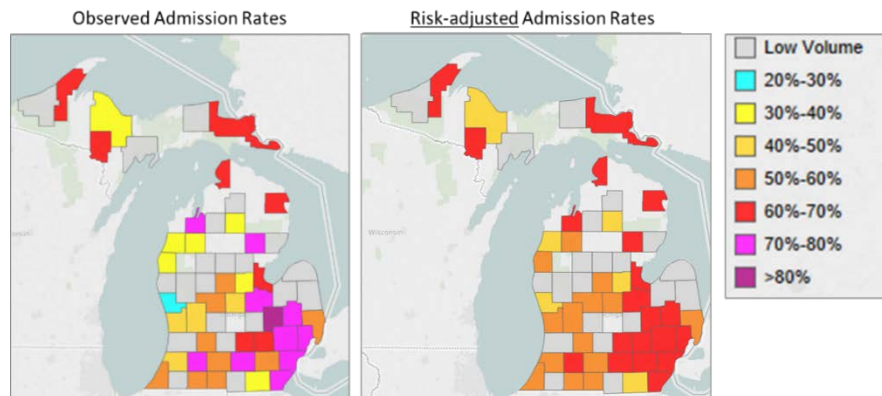 Observed Admission Rates
Risk-adjusted Admission Rates
Low Volume
20%-30%
30%-40%
40%-50%
50%-60%
60%-70%
70%-80%
>80%
Wisconsin